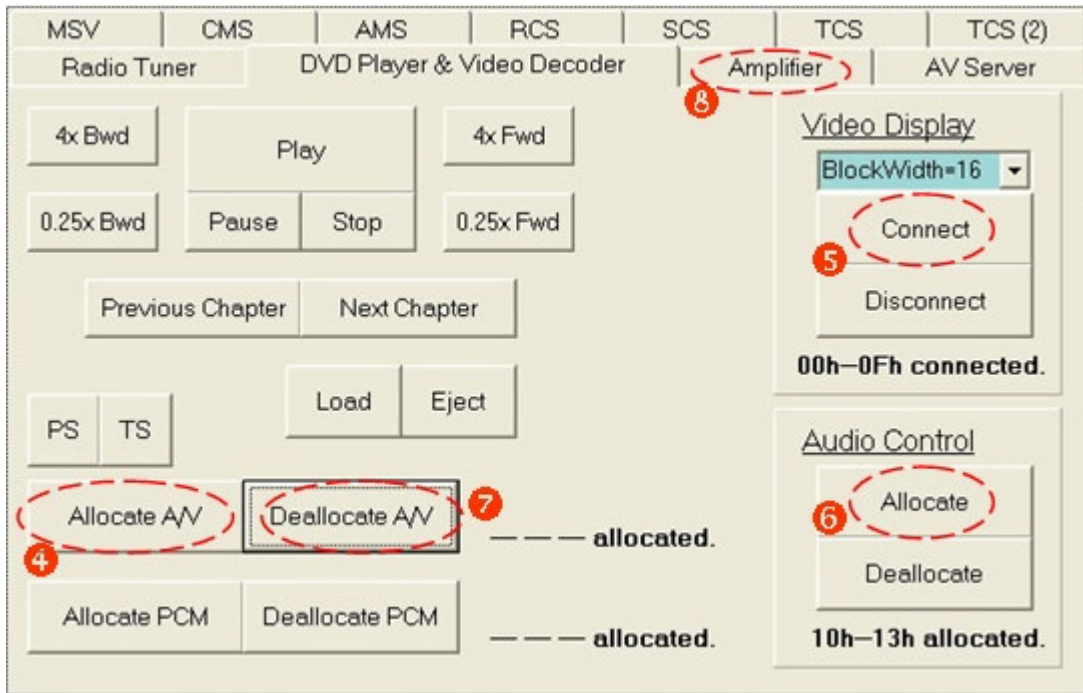 MSV CMS AMS RCS SCS TCS TCS (2)
Radio Tuner DVD Player & Video Decoder Amplifier AV Server
8
4x Bwd Play 4x Fwd
0.25x Bwd Pause Stop 0.25x Fwd
Previous Chapter Next Chapter
Load Eject
PS TS
Allocate A/V Deallocate A/V 7
4
— — — allocated.
Allocate PCM Deallocate PCM
— — — allocated.
Video Display
BlockWidth=16
Connect
5
Disconnect
00h—0Fh connected.
Audio Control
Allocate
6
Deallocate
10h—13h allocated.